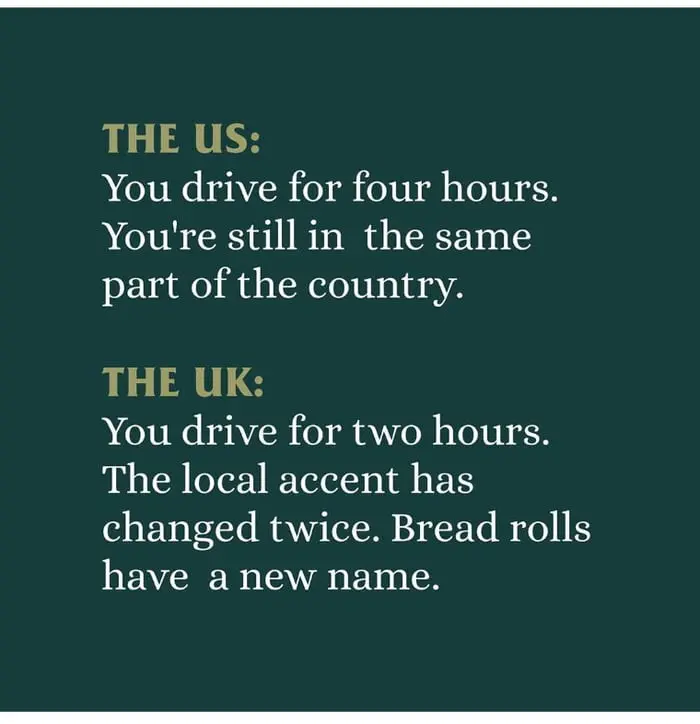 THE US:
You drive for four hours.
You're still in  the same
part of the country.
THE UK:
You drive for two hours.
The local accent has
changed twice. Bread rolls
have  a new name.